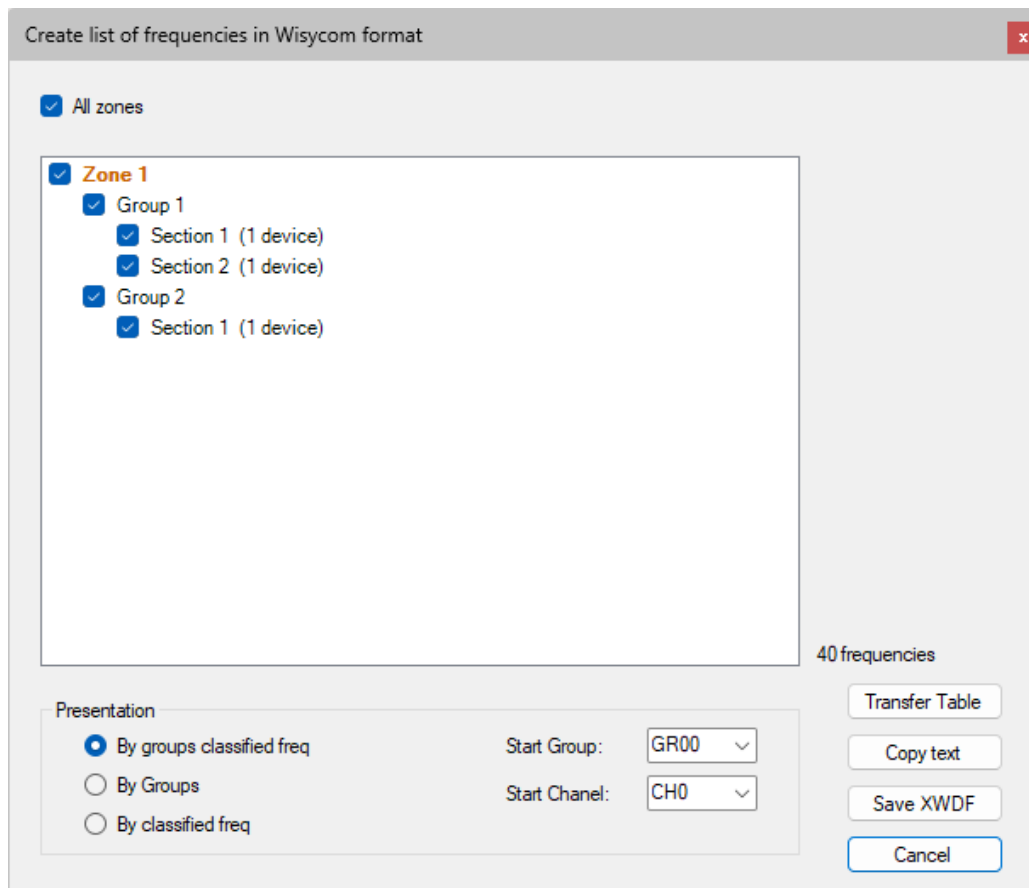 Create list of frequencies in Wisycom format
x
All zones
Zone 1
Group 1
Section 1 (1 device)
Section 2 (1 device)
Group 2
Section 1 (1 device)
40 frequencies
Presentation
By groups classified freq
By Groups
By classified freq
Start Group: GR00
Start Chanel: CH0
Transfer Table
Copy text
Save XWDF
Cancel